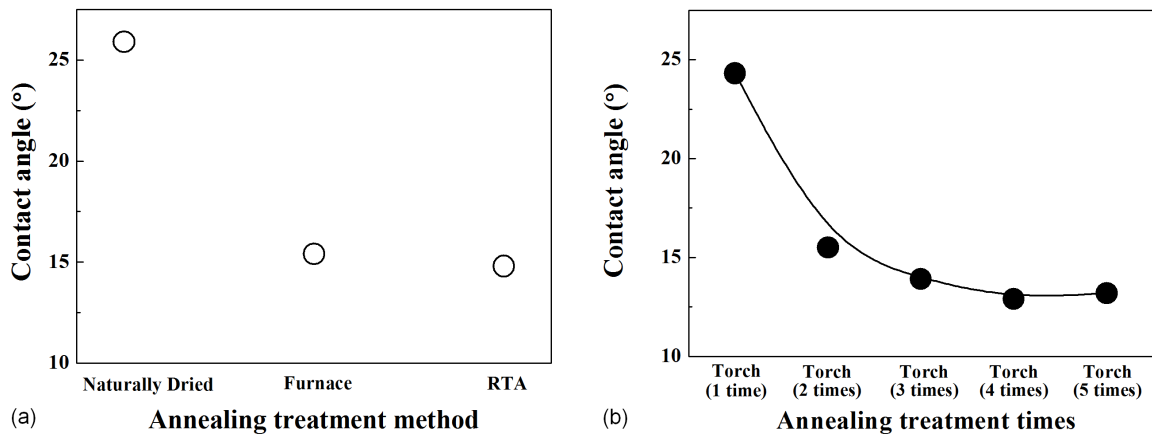 25
20
15
10
Contact angle (°)
Naturally Dried
Furnace
RTA
(a)
Annealing treatment method
25
20
15
10
Contact angle (°)
Torch
(1 time)
Torch
(2 times)
Torch
(3 times)
Torch
(4 times)
Torch
(5 times)
(b)
Annealing treatment times